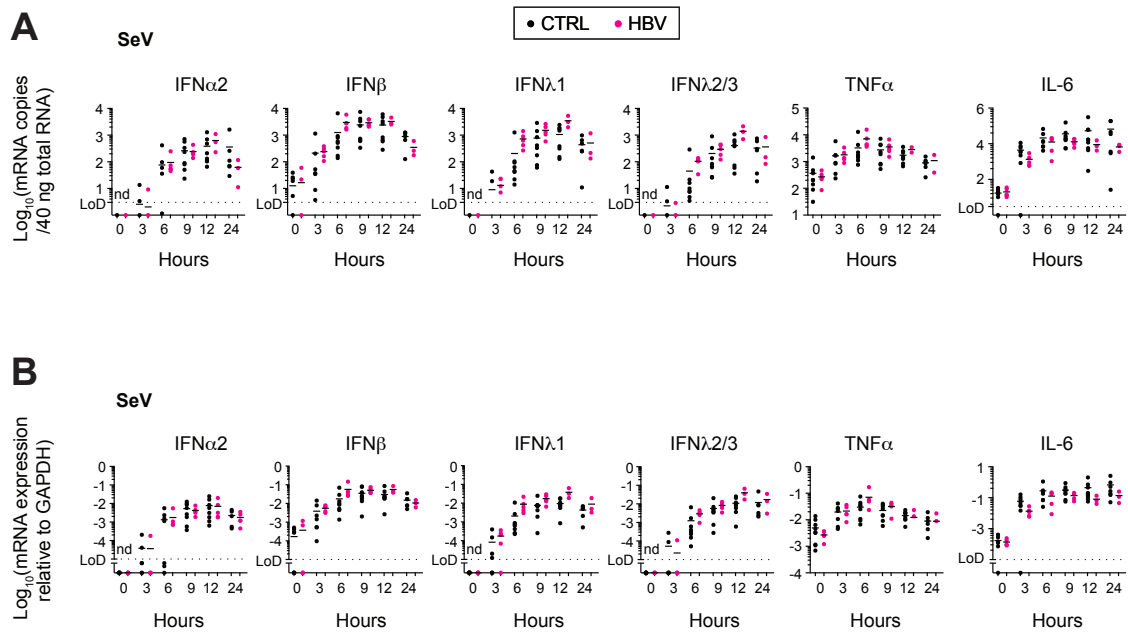 A
SeV
CTRL HBV
IFNα2 IFNβ IFNλ1 IFNλ2/3 TNFα IL-6
Log₁₀(mRNA copies
/40 ng total RNA)
4 4 4 4 5 6
3 3 3 3 4 4
2 2 2 2 3 2
1 1 1 1 2
nd nd nd
LoD LoD LoD LoD 1 LoD
0 3 6 9 12 24 0 3 6 9 12 24 0 3 6 9 12 24 0 3 6 9 12 24 0 3 6 9 12 24 0 3 6 9 12 24
Hours Hours Hours Hours Hours Hours
B
SeV
IFNα2 IFNβ IFNλ1 IFNλ2/3 TNFα IL-6
Log₁₀(mRNA expression
relative to GAPDH)
0 0 0 0 0 1
-1 -1 -1 -1 -1 -1
-2 -2 -2 -2 -2 -3
-3 -3 -3 -3 -3
-4 -4 -4 -4
nd nd nd
LoD LoD LoD LoD -4 LoD
0 3 6 9 12 24 0 3 6 9 12 24 0 3 6 9 12 24 0 3 6 9 12 24 0 3 6 9 12 24 0 3 6 9 12 24
Hours Hours Hours Hours Hours Hours